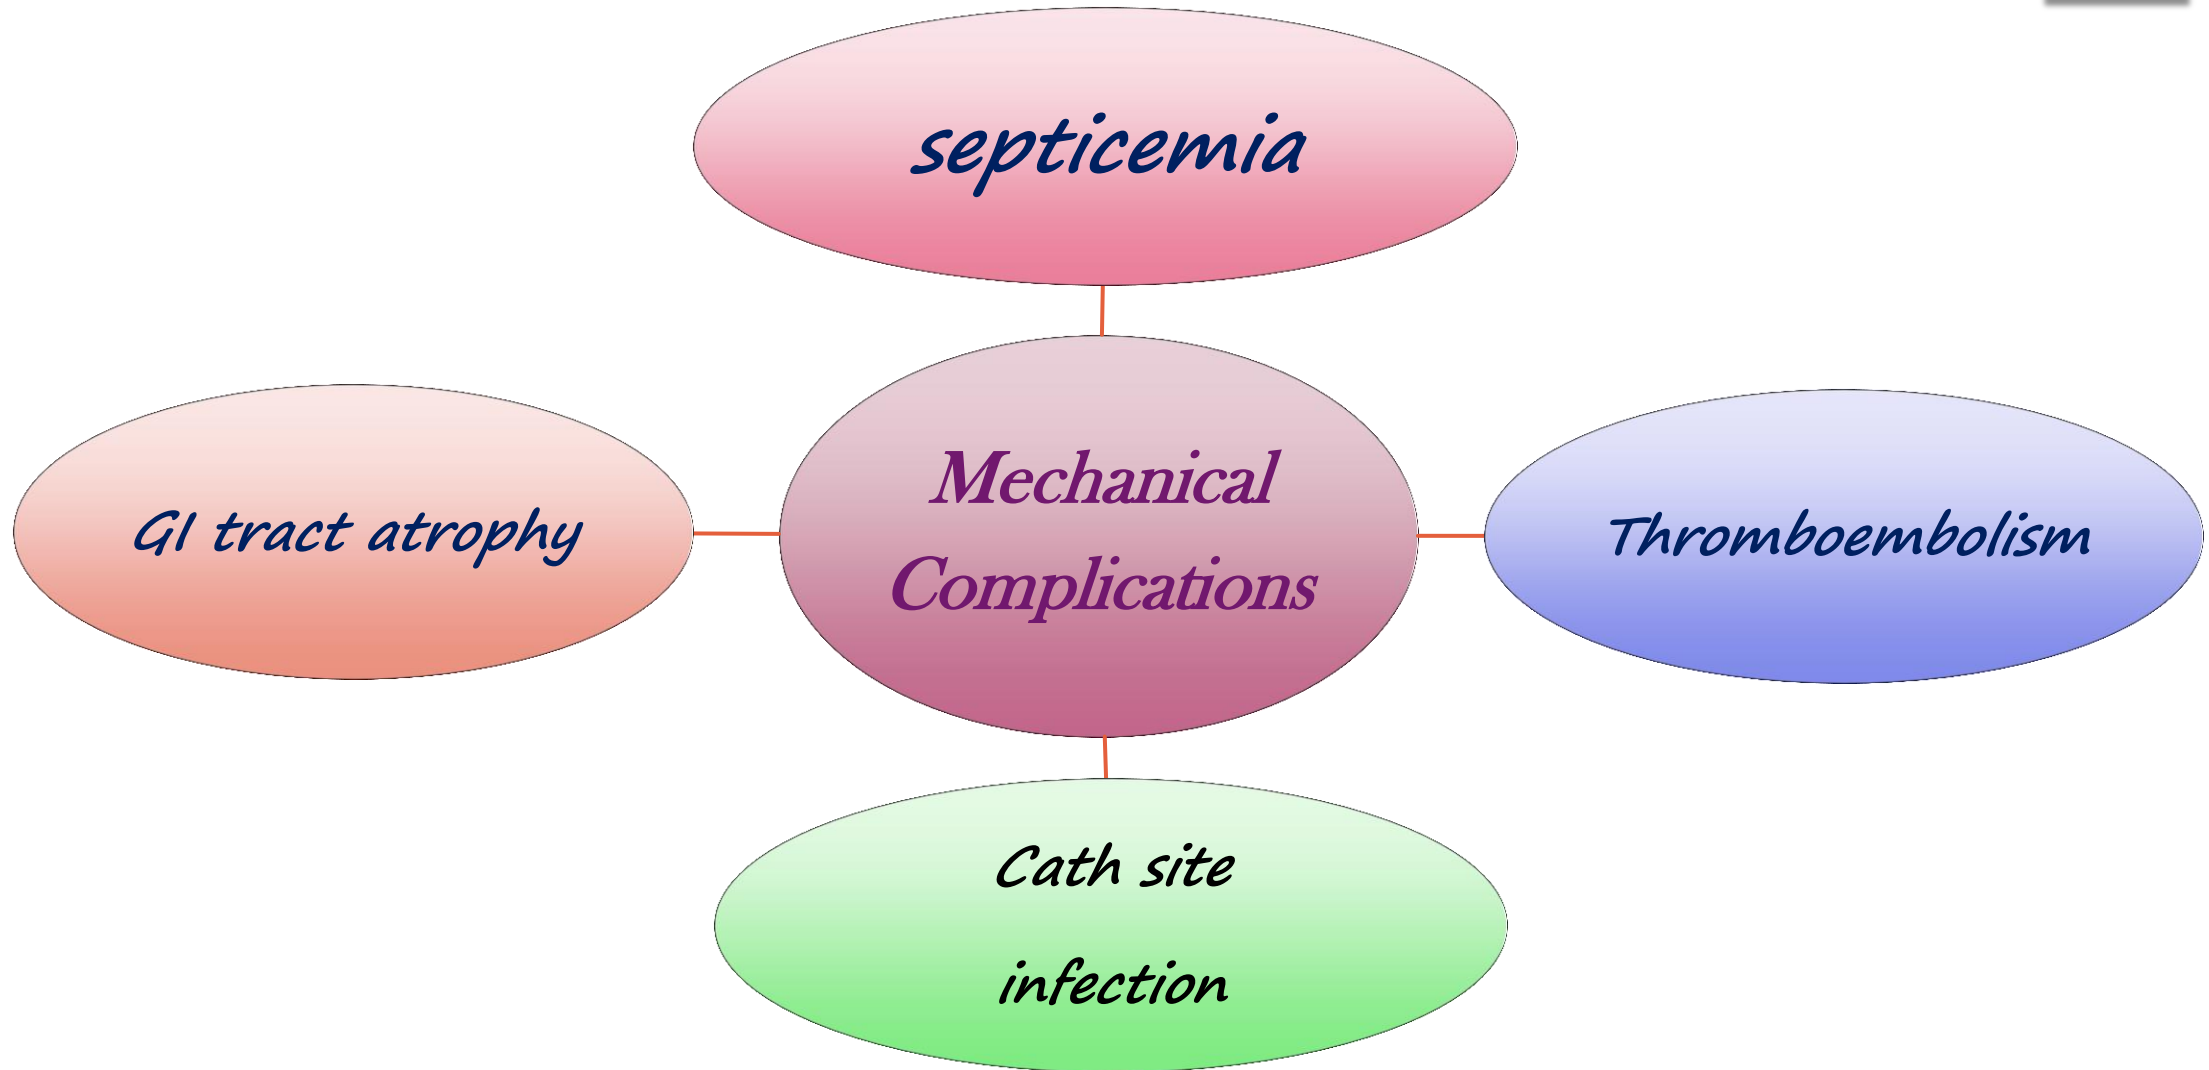 septicemia
Mechanical
Complications
GI tract atrophy
Thromboembolism
Cath site
infection